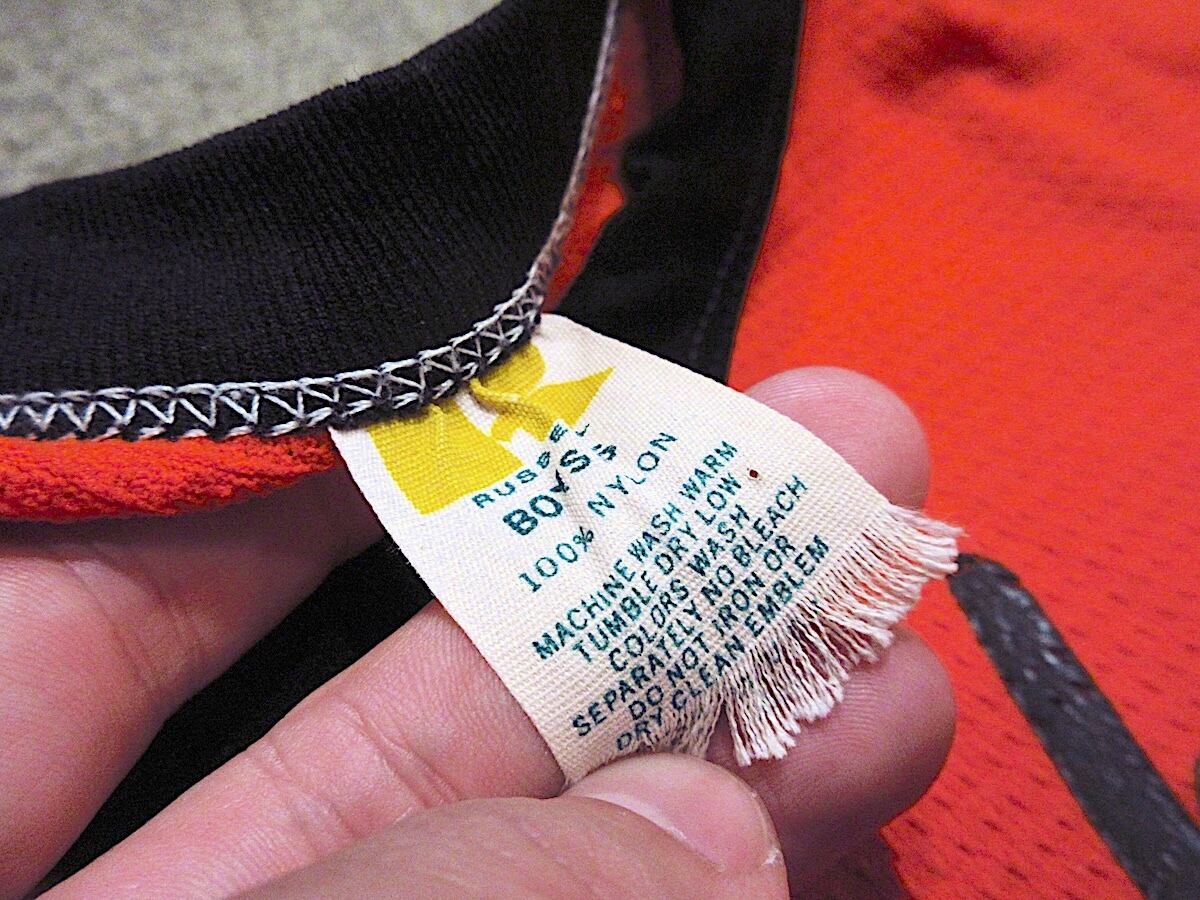 RUSSEL
BOYS
100% NYLON
MACHINE WASH WARM
TUMBLE DRY LOW
COLORS WASH
SEPARATELY NO BLEACH
DO NOT IRON OR
DRY CLEAN EMBLEM